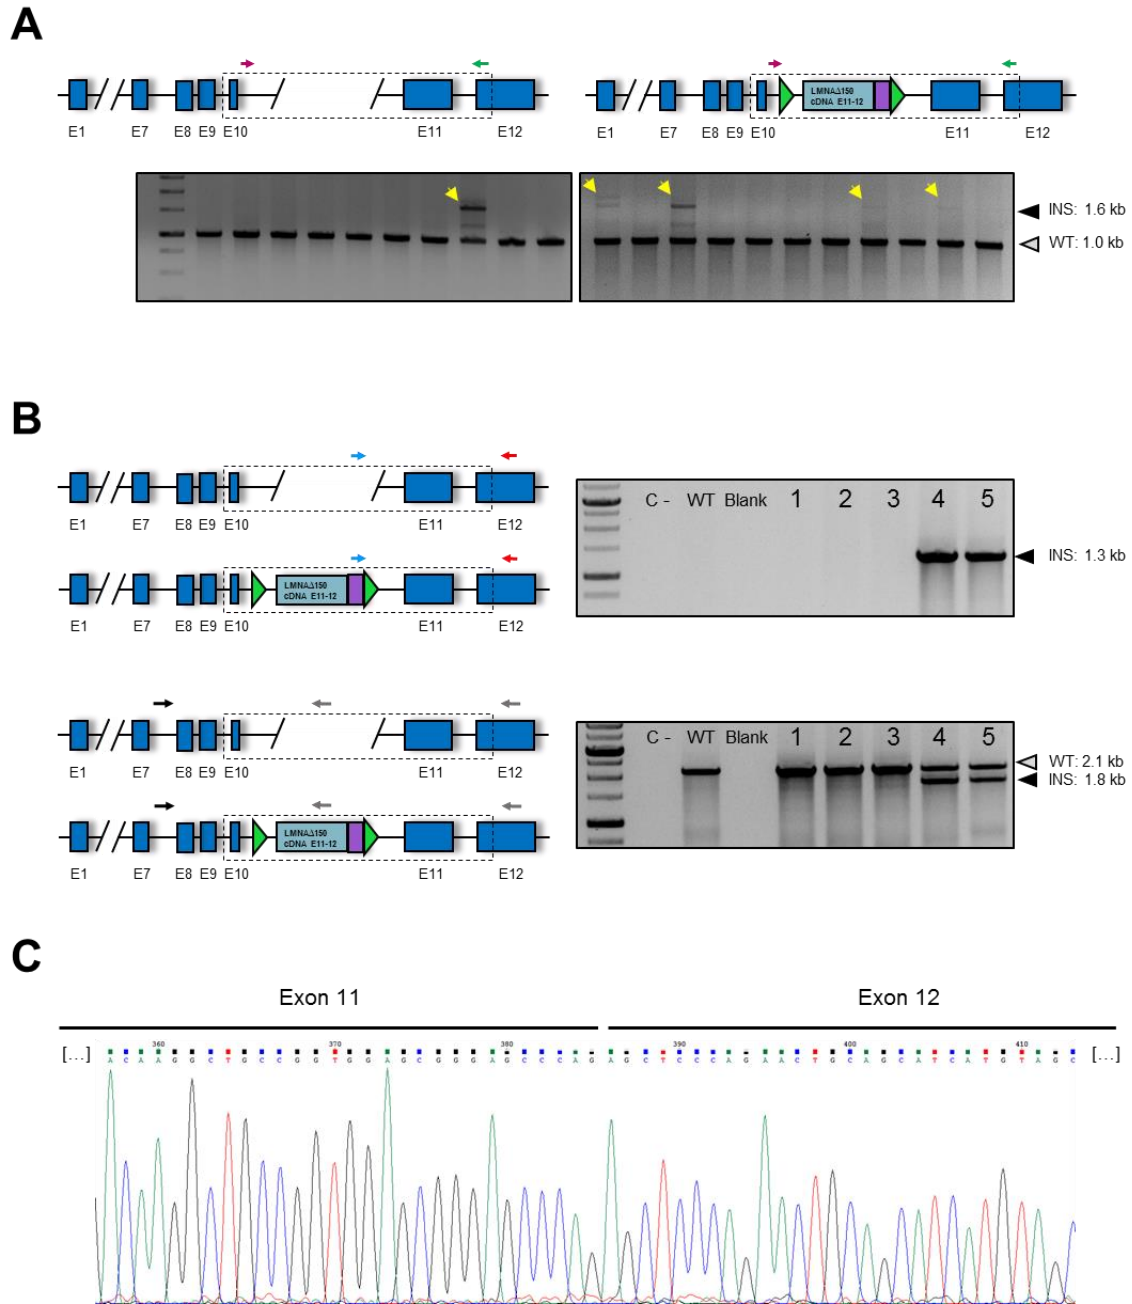 A
E1 E7 E8 E9 E10 E11 E12
LMNAΔ150
cDNA E11-12
E1 E7 E8 E9 E10 E11 E12
INS: 1.6 kb
WT: 1.0 kb
B
E1 E7 E8 E9 E10 E11 E12
LMNAΔ150
cDNA E11-12
E1 E7 E8 E9 E10 E11 E12
C - WT Blank 1 2 3 4 5
INS: 1.3 kb
E1 E7 E8 E9 E10 E11 E12
LMNAΔ150
cDNA E11-12
E1 E7 E8 E9 E10 E11 E12
C - WT Blank 1 2 3 4 5
WT: 2.1 kb
INS: 1.8 kb
C
Exon 11 Exon 12
360 370 380 390 400 410
[...] A C A A G G C T G C C G G T G G A G C G G G A G C C C A G A G C T C C C A G A A C T G C A G C A T C A T G T A G C [...]